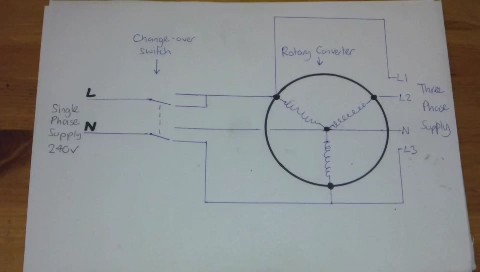 Change-over
switch
Rotary Converter
L
N
Single
Phase
Supply
240v
L1
L2
N
L3
Three
Phase
Supply